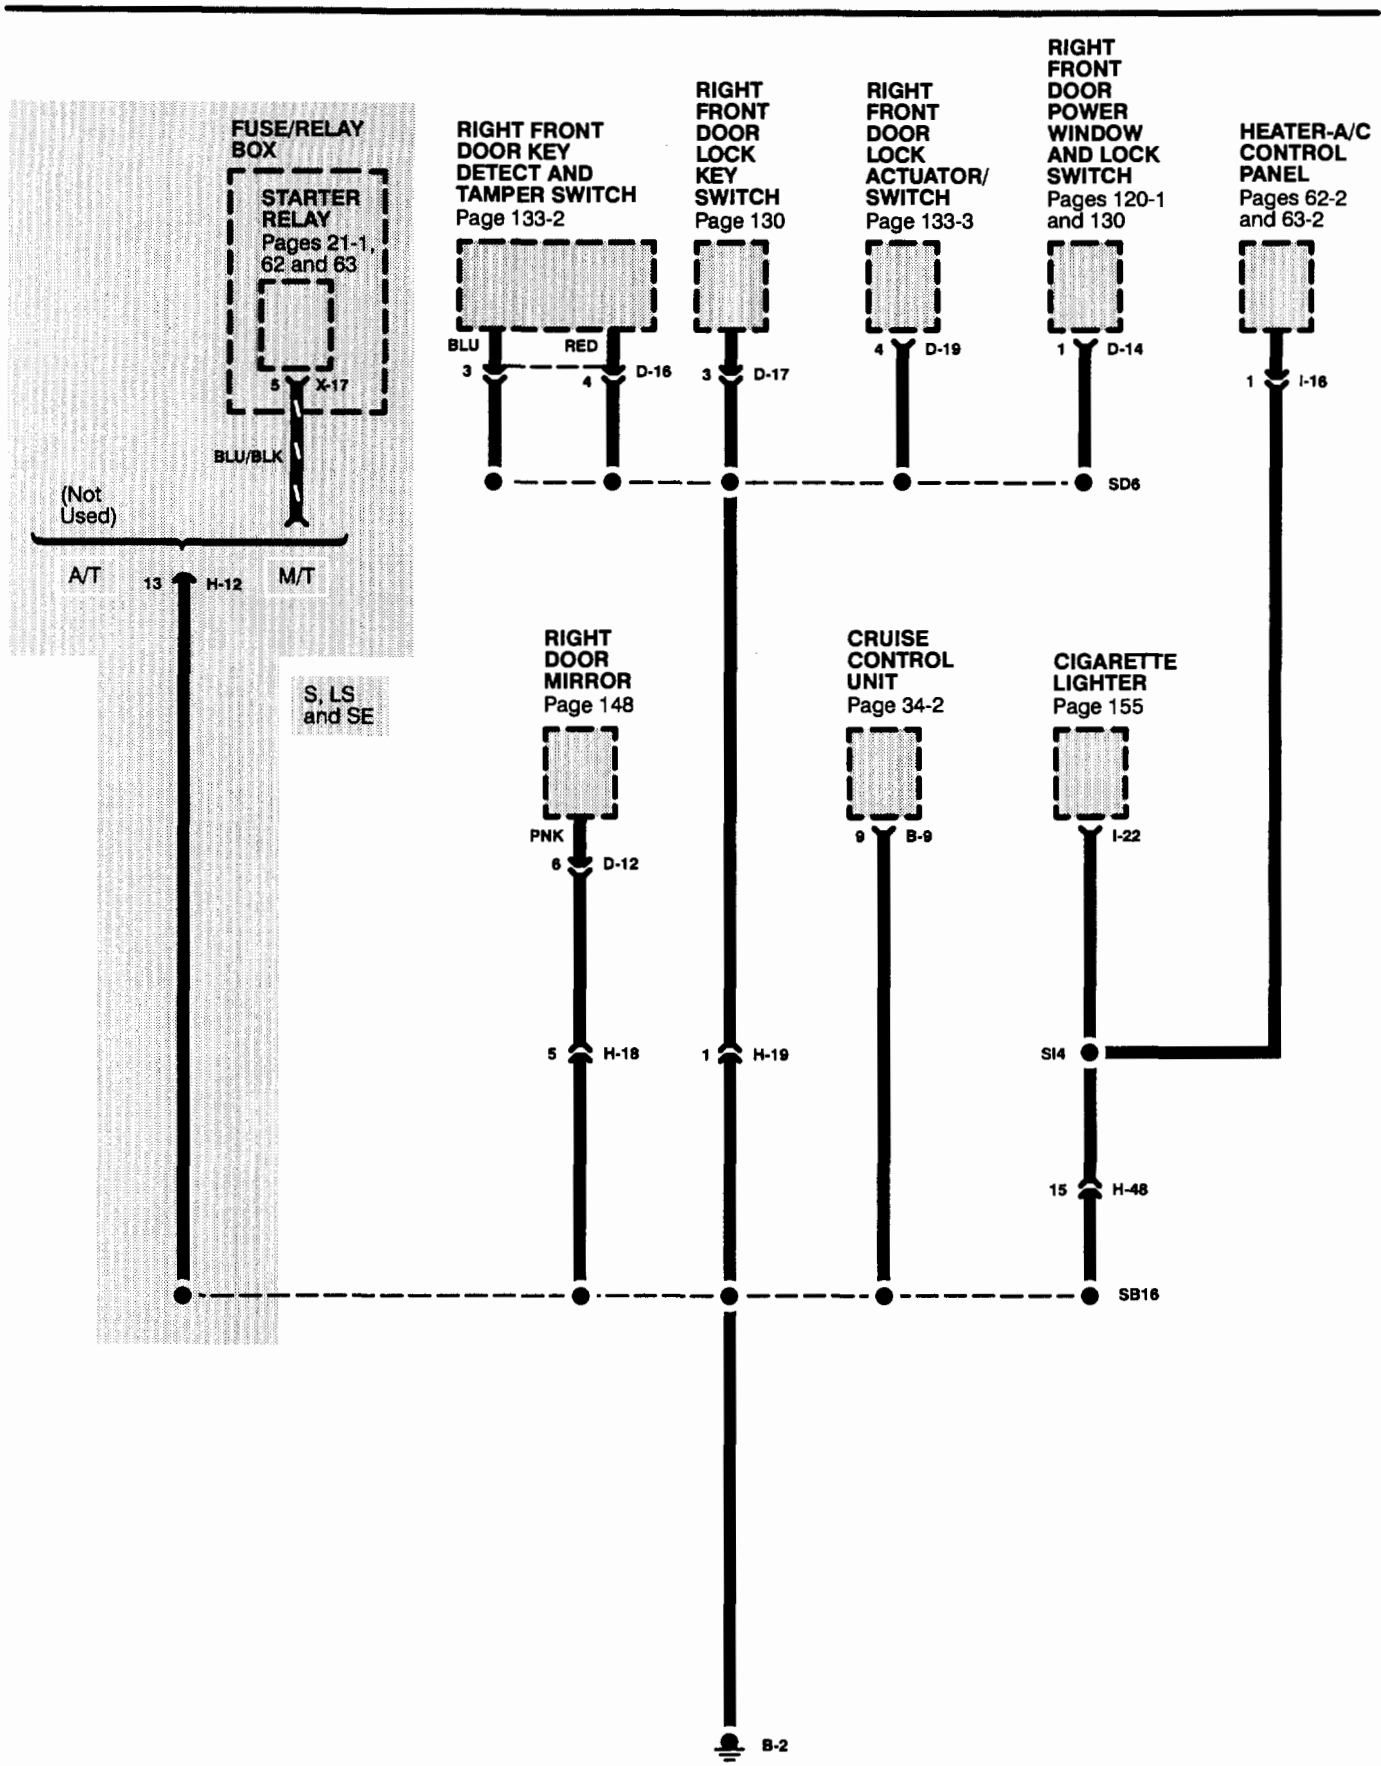 FUSE/RELAY
BOX
STARTER
RELAY
Pages 21-1,
62 and 63
5
X-17
BLU/BLK
(Not
Used)
A/T
13
H-12
M/T
S, LS
and SE
RIGHT FRONT
DOOR KEY
DETECT AND
TAMPER SWITCH
Page 133-2
BLU
RED
3
4
D-16
RIGHT
FRONT
DOOR
LOCK
KEY
SWITCH
Page 130
3
D-17
RIGHT
FRONT
DOOR
LOCK
ACTUATOR/
SWITCH
Page 133-3
4
D-19
RIGHT
FRONT
DOOR
POWER
WINDOW
AND LOCK
SWITCH
Pages 120-1
and 130
1
D-14
HEATER-A/C
CONTROL
PANEL
Pages 62-2
and 63-2
1
I-16
SD6
RIGHT
DOOR
MIRROR
Page 148
PNK
6
D-12
5
H-18
1
H-19
CRUISE
CONTROL
UNIT
Page 34-2
9
B-9
CIGARETTE
LIGHTER
Page 155
I-22
SI4
15
H-48
SB16
B-2